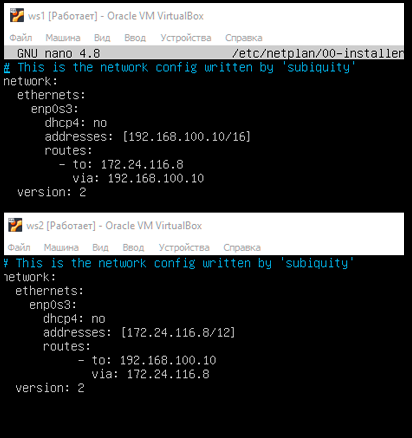 ws1 [Работает] - Oracle VM VirtualBox
Файл Машина Вид Ввод Устройства Справка
GNU nano 4.8 /etc/netplan/00-installer
# This is the network config written by 'subiquity'
network:
  ethernets:
    enp0s3:
      dhcp4: no
      addresses: [192.168.100.10/16]
      routes:
        - to: 172.24.116.8
          via: 192.168.100.10
  version: 2
ws2 [Работает] - Oracle VM VirtualBox
Файл Машина Вид Ввод Устройства Справка
# This is the network config written by 'subiquity'
network:
  ethernets:
    enp0s3:
      dhcp4: no
      addresses: [172.24.116.8/12]
      routes:
           - to: 192.168.100.10
             via: 172.24.116.8
  version: 2